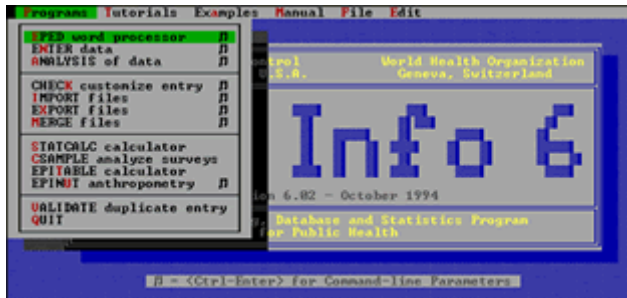 Programs Tutorials Examples Manual File Edit
EPED word processor ♫
ENTER data ♫
ANALYSIS of data ♫
CHECK customize entry ♫
IMPORT files ♫
EXPORT files ♫
MERGE files ♫
STATCALC calculator
CSAMPLE analyze surveys
EPITABLE calculator
EPINUT anthropometry ♫
VALIDATE duplicate entry
QUIT
ntrol World Health Organization
U.S.A. Geneva, Switzerland
Info 6
on 6.02 - October 1994
g, Database and Statistics Program
for Public Health
♫ = <Ctrl-Enter> for Command-line Parameters